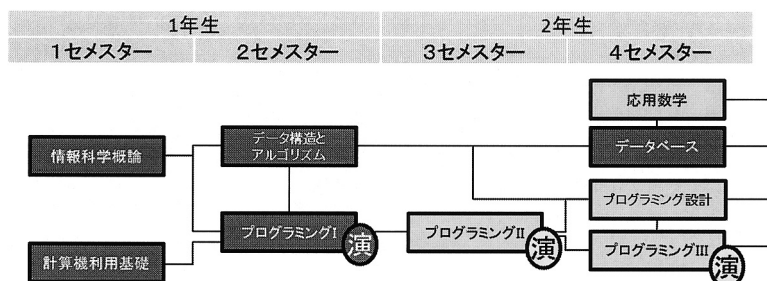 1年生
2年生
1セメスター
2セメスター
3セメスター
4セメスター
応用数学
データ構造と
アルゴリズム
データベース
情報科学概論
プログラミング設計
プログラミングI
演
プログラミングII
演
プログラミングIII
演
計算機利用基礎